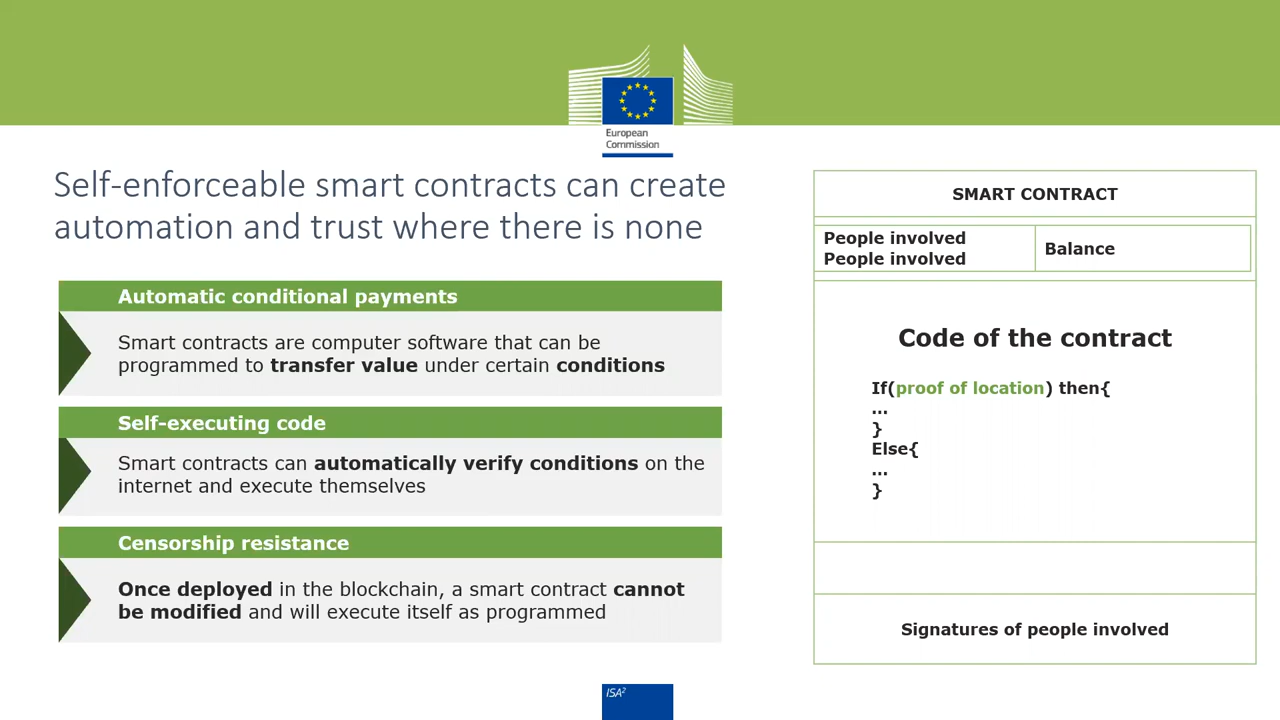 European
Commission
Self-enforceable smart contracts can create
automation and trust where there is none
Automatic conditional payments
Smart contracts are computer software that can be
programmed to transfer value under certain conditions
Self-executing code
Smart contracts can automatically verify conditions on the
internet and execute themselves
Censorship resistance
Once deployed in the blockchain, a smart contract cannot
be modified and will execute itself as programmed
SMART CONTRACT
People involved
People involved
Balance
Code of the contract
If(proof of location) then{
...
}
Else{
...
}
Signatures of people involved
ISA²